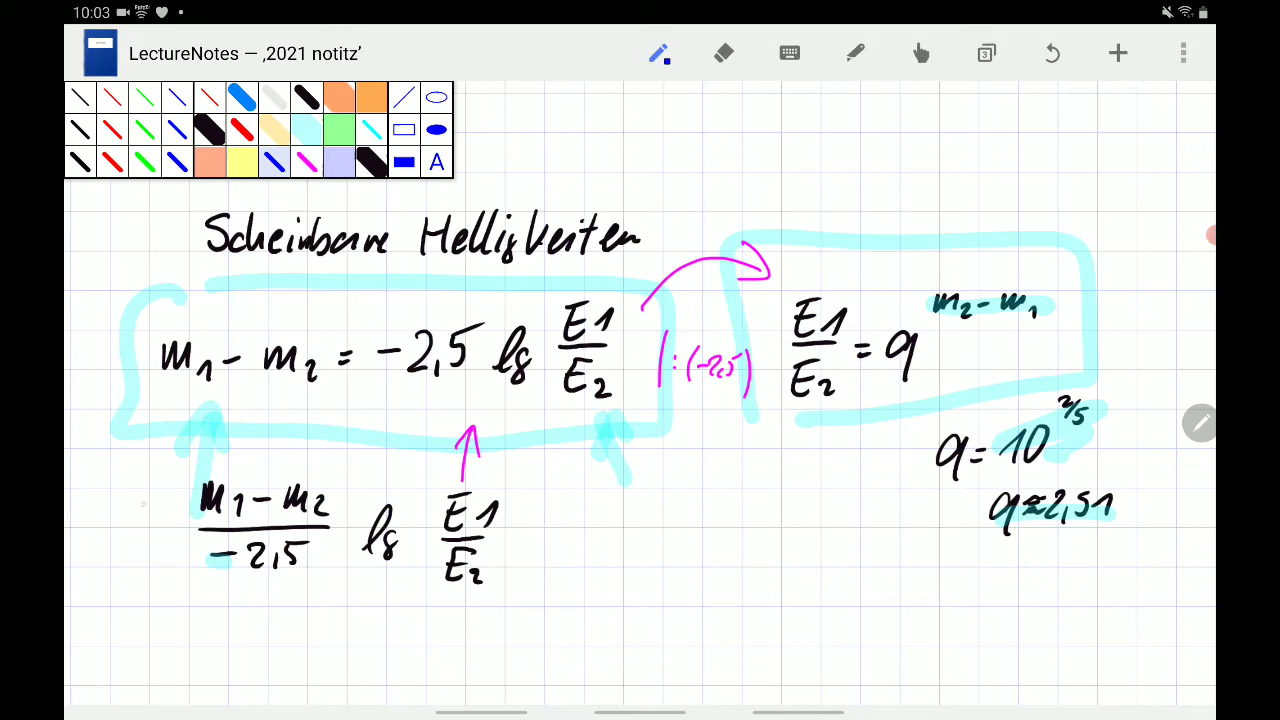 10:03
LectureNotes — ‚2021 notitz’
3
A
Scheinbare Helligkeiten
m₁ - m₂ = -2,5 lg E1/E₂
| : (-2,5)
E1/E₂ = q^(m₂ - m₁)
q = 10^(2/5)
q ≈ 2,51
(m₁ - m₂)/(-2,5) lg E1/E₂